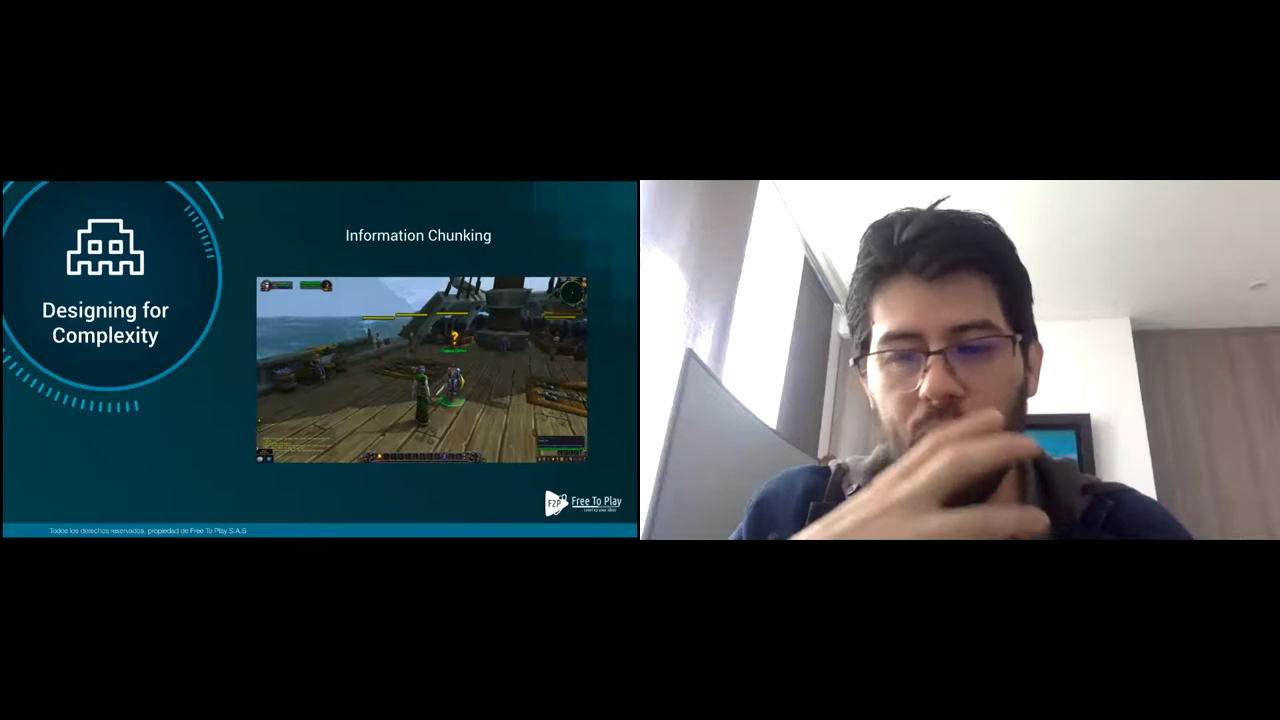 Information Chunking
Designing for
Complexity
F2P
Free To Play
Todos los derechos reservados, propiedad de Free To Play S.A.S